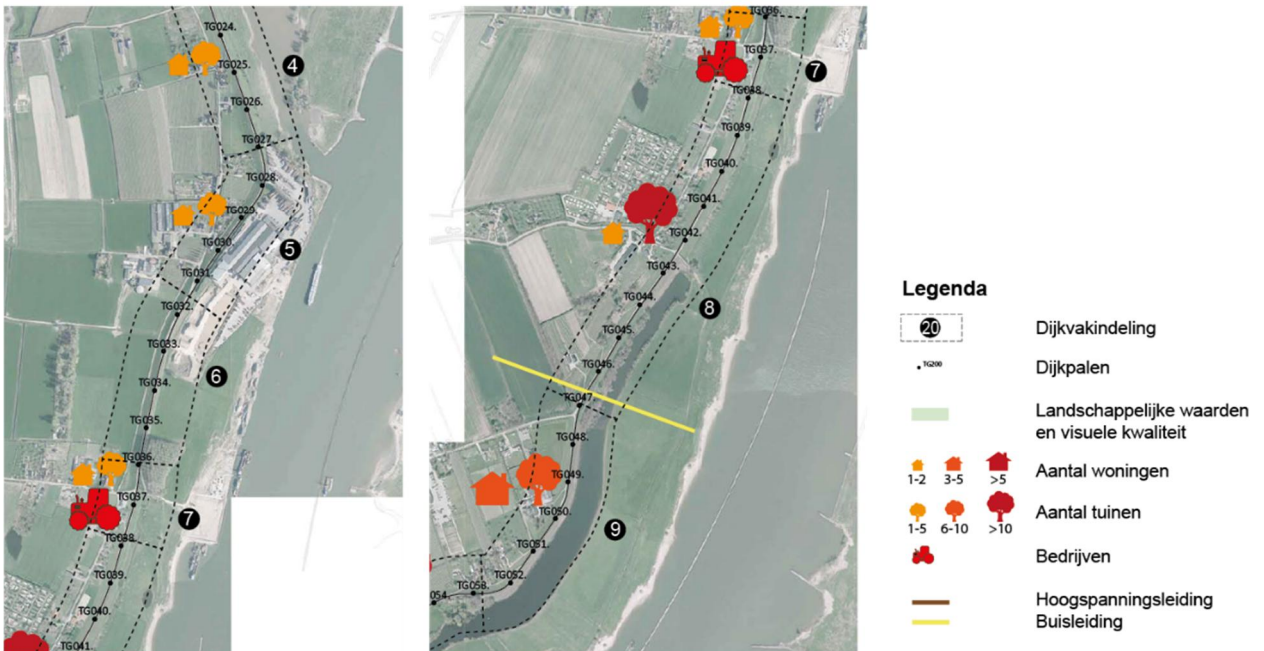 TG024.
TG025.
4
TG026.
TG027.
TG028.
TG029.
5
TG030.
TG031.
TG032.
TG033.
6
TG034.
TG035.
TG036.
TG037.
7
TG038.
TG039.
TG040.
TG041.
TG036.
TG037.
7
TG038.
TG039.
TG040.
TG041.
TG042.
TG043.
TG044.
8
TG045.
TG046.
TG047.
TG048.
TG049.
TG050.
9
TG051.
TG052.
TG053.
054.
Legenda
20 Dijkvakindeling
TG200 Dijkpalen
Landschappelijke waarden
en visuele kwaliteit
1-2 3-5 >5 Aantal woningen
1-5 6-10 >10 Aantal tuinen
Bedrijven
Hoogspanningsleiding
Buisleiding